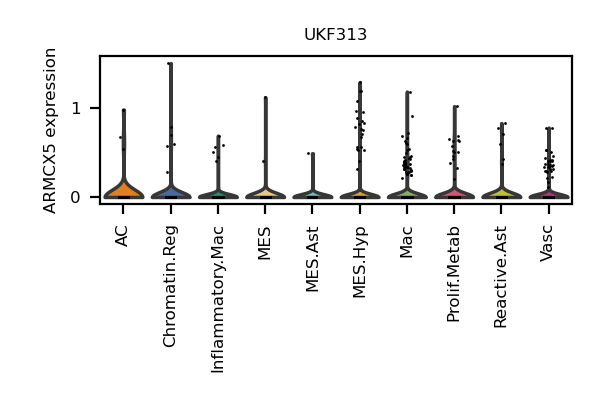 UKF313
ARMCX5 expression
1
0
AC
Chromatin.Reg
Inflammatory.Mac
MES
MES.Ast
MES.Hyp
Mac
Prolif.Metab
Reactive.Ast
Vasc